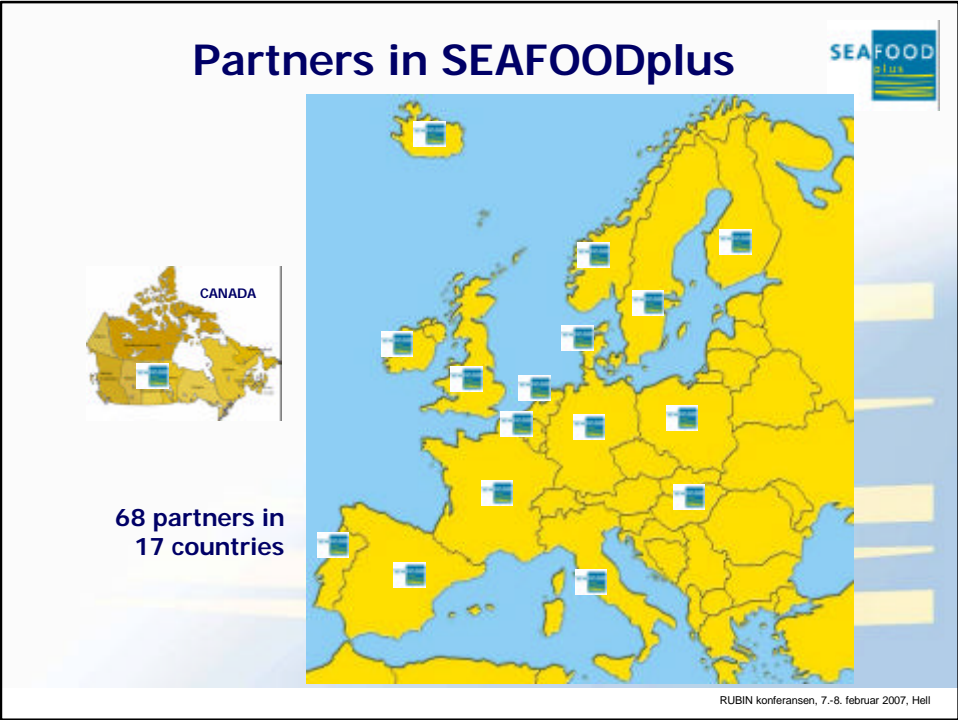 Partners in SEAFOODplus
SEAFOOD
plus
CANADA
68 partners in
17 countries
RUBIN konferansen, 7.-8. februar 2007, Hell